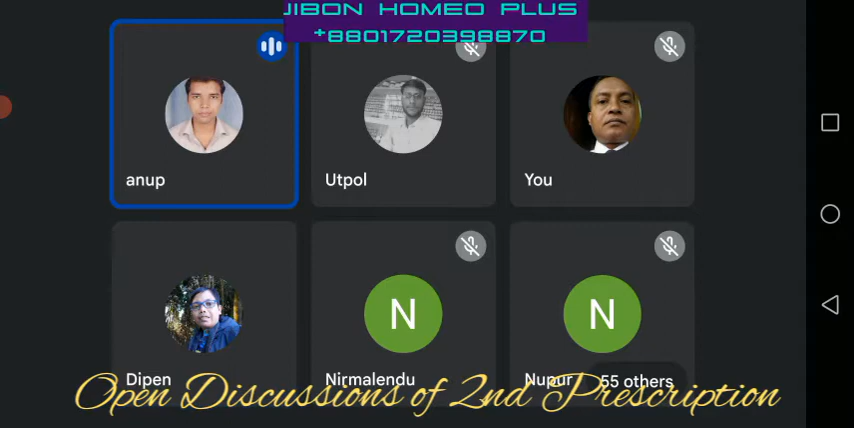 JIBON HOMEO PLUS
+8801720398870
anup
Utpol
You
N
N
Dipen
Nirmalendu
Nupur
55 others
Open Discussions of 2nd Prescription